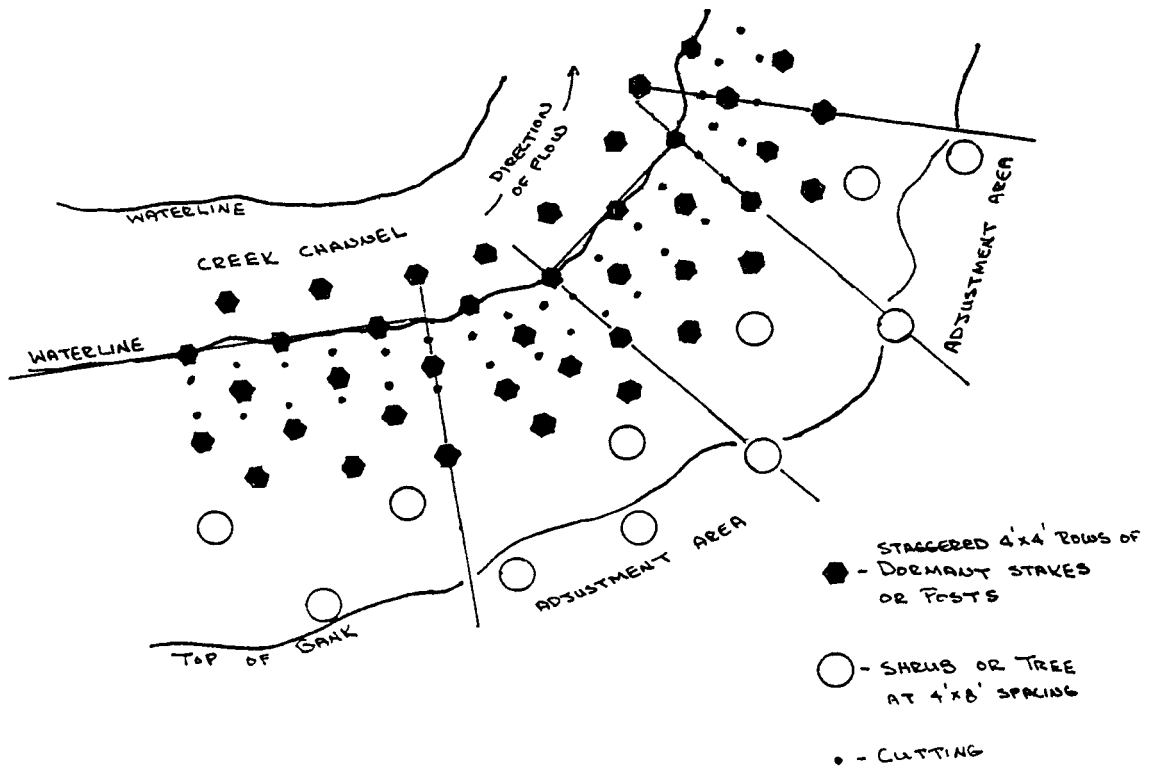 DIRECTION
OF FLOW
WATERLINE
CREEK CHANNEL
WATERLINE
ADJUSTMENT AREA
ADJUSTMENT AREA
TOP OF BANK
STAGGERED 4'x4' ROWS OF
- DORMANT STAKES
OR POSTS
- SHRUB OR TREE
AT 4'x8' SPACING
- CUTTING